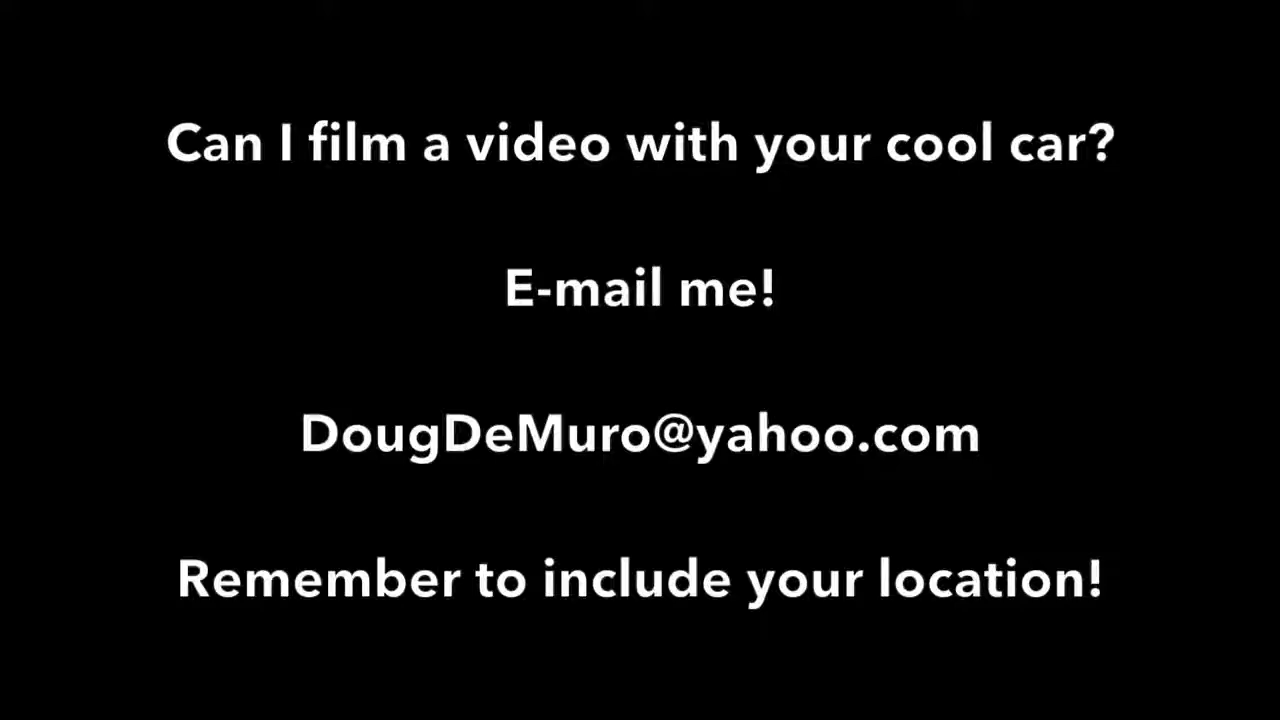 Can I film a video with your cool car?
E-mail me!
DougDeMuro@yahoo.com
Remember to include your location!